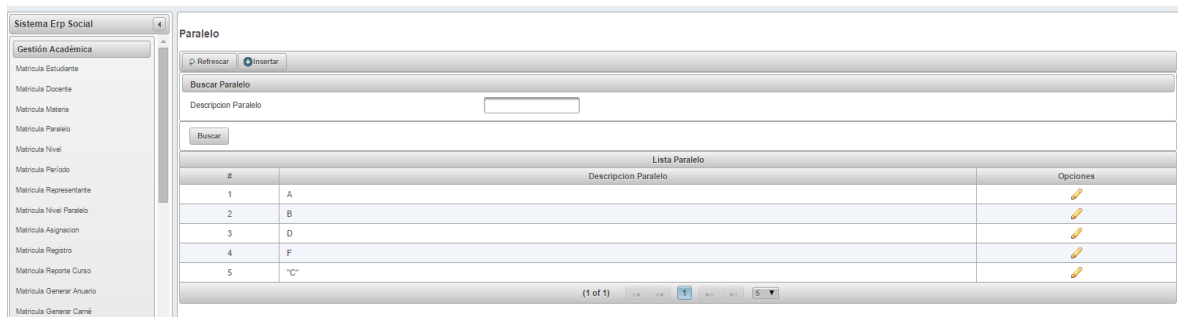 Sistema Erp Social
Gestión Académica
Matricula Estudiante
Matricula Docente
Matricula Materia
Matricula Paralelo
Matricula Nivel
Matricula Período
Matricula Representante
Matricula Nivel Paralelo
Matricula Asignacion
Matricula Registro
Matricula Reporte Curso
Matricula Generar Anuario
Matricula Generar Carné
Paralelo
Refrescar Insertar
Buscar Paralelo
Descripcion Paralelo
Buscar
Lista Paralelo
# Descripcion Paralelo Opciones
1 A
2 B
3 D
4 F
5 "C"
(1 of 1) 1 5